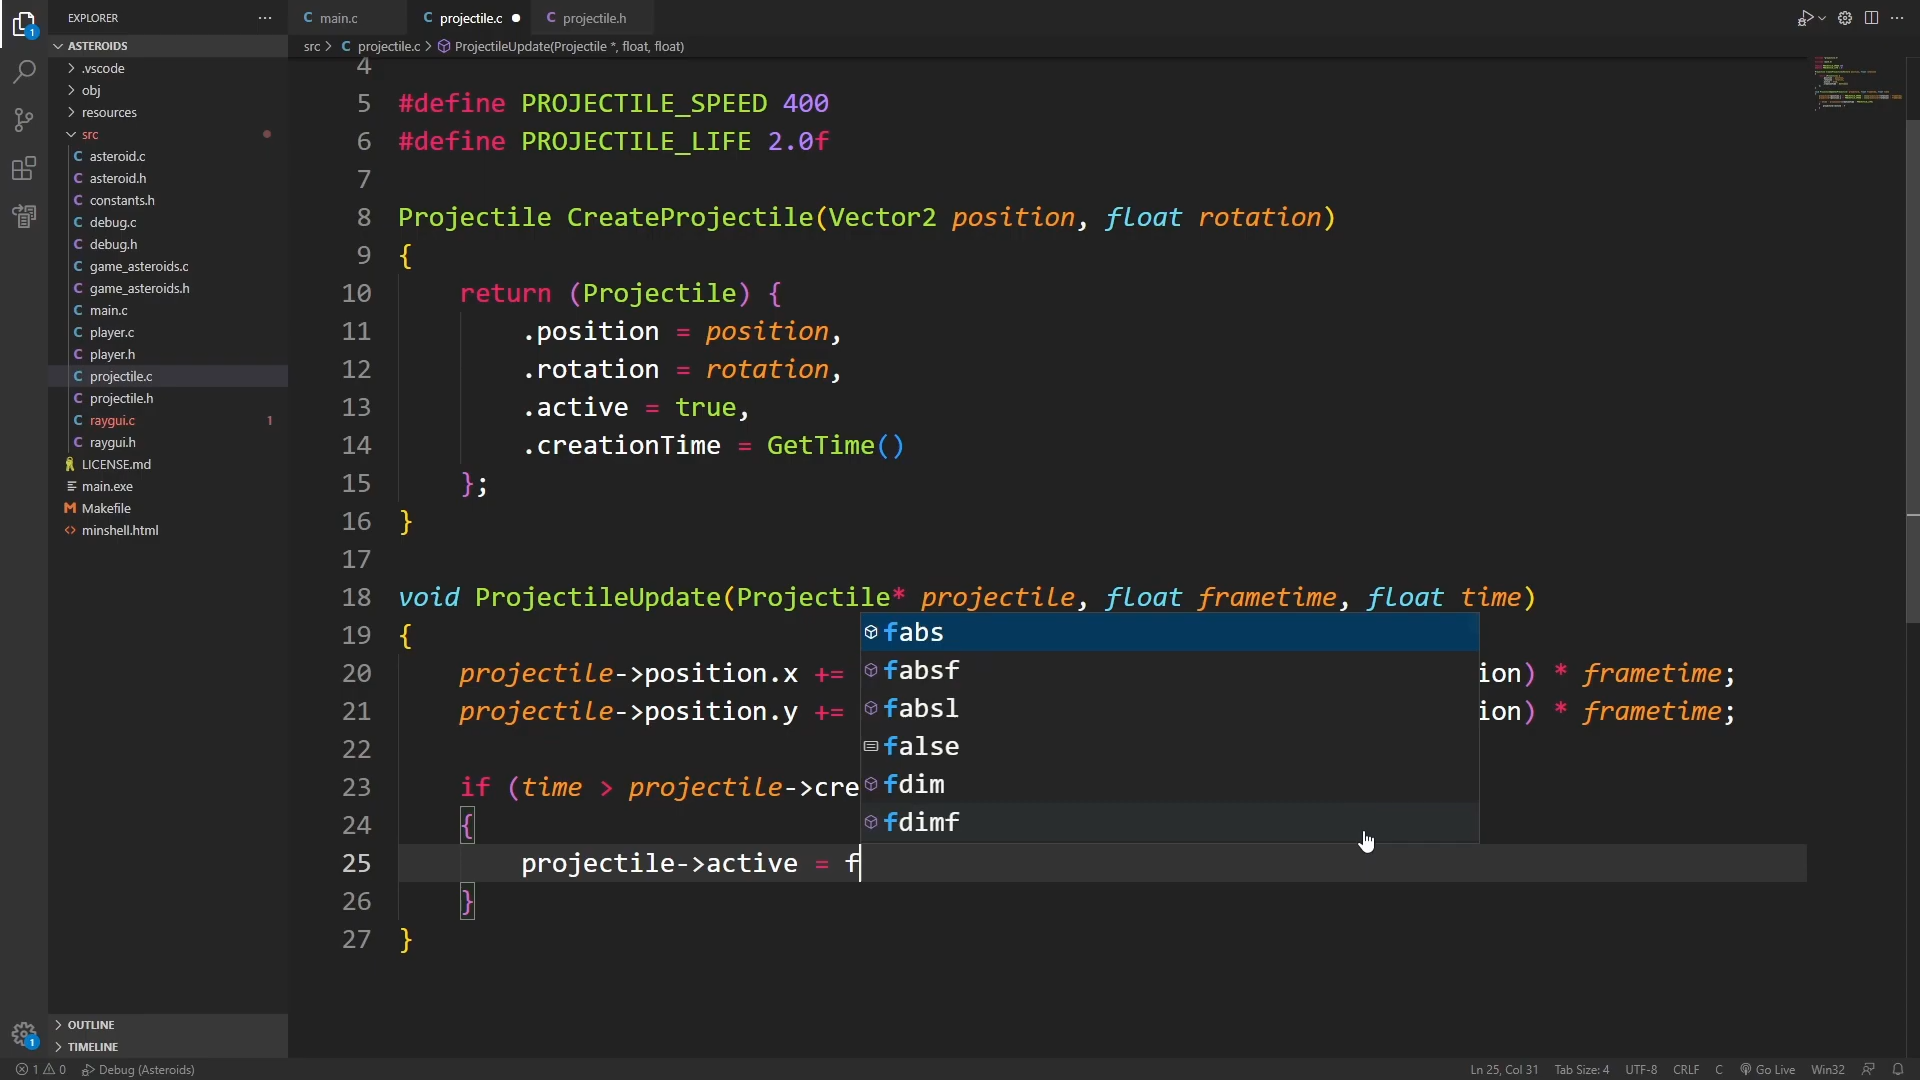 EXPLORER
main.c
projectile.c
projectile.h
ASTEROIDS
src > projectile.c > ProjectileUpdate(Projectile *, float, float)
.vscode
obj
resources
src
asteroid.c
asteroid.h
constants.h
debug.c
debug.h
game_asteroids.c
game_asteroids.h
main.c
player.c
player.h
projectile.c
projectile.h
raygui.c 1
raygui.h
LICENSE.md
main.exe
Makefile
minshell.html
OUTLINE
TIMELINE
4
5 #define PROJECTILE_SPEED 400
6 #define PROJECTILE_LIFE 2.0f
7
8 Projectile CreateProjectile(Vector2 position, float rotation)
9 {
10 return (Projectile) {
11 .position = position,
12 .rotation = rotation,
13 .active = true,
14 .creationTime = GetTime()
15 };
16 }
17
18 void ProjectileUpdate(Projectile* projectile, float frametime, float time)
19 {
20 projectile->position.x += ion) * frametime;
21 projectile->position.y += ion) * frametime;
22
23 if (time > projectile->cre
24 {
25 projectile->active = f
26 }
27 }
fabs
fabsf
fabsl
false
fdim
fdimf
1
1
1 0 Debug (Asteroids)
Ln 25, Col 31 Tab Size: 4 UTF-8 CRLF C Go Live Win32